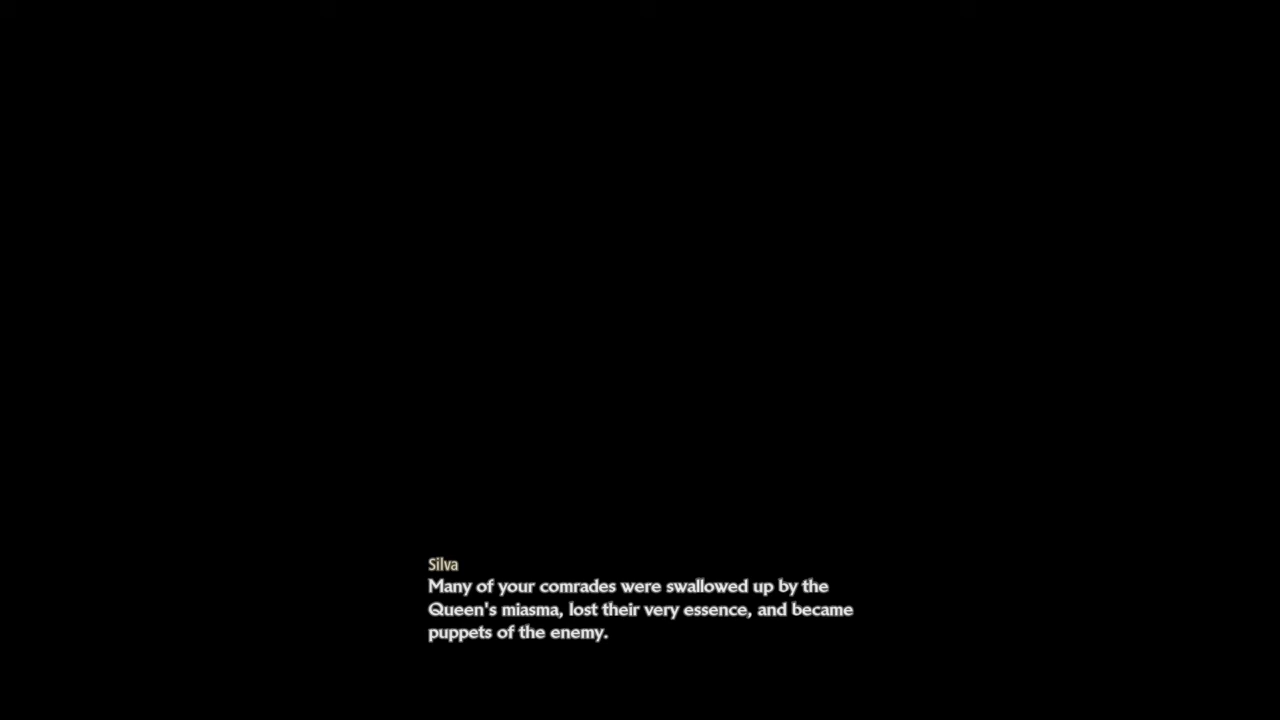 Silva
Many of your comrades were swallowed up by the
Queen's miasma, lost their very essence, and became
puppets of the enemy.